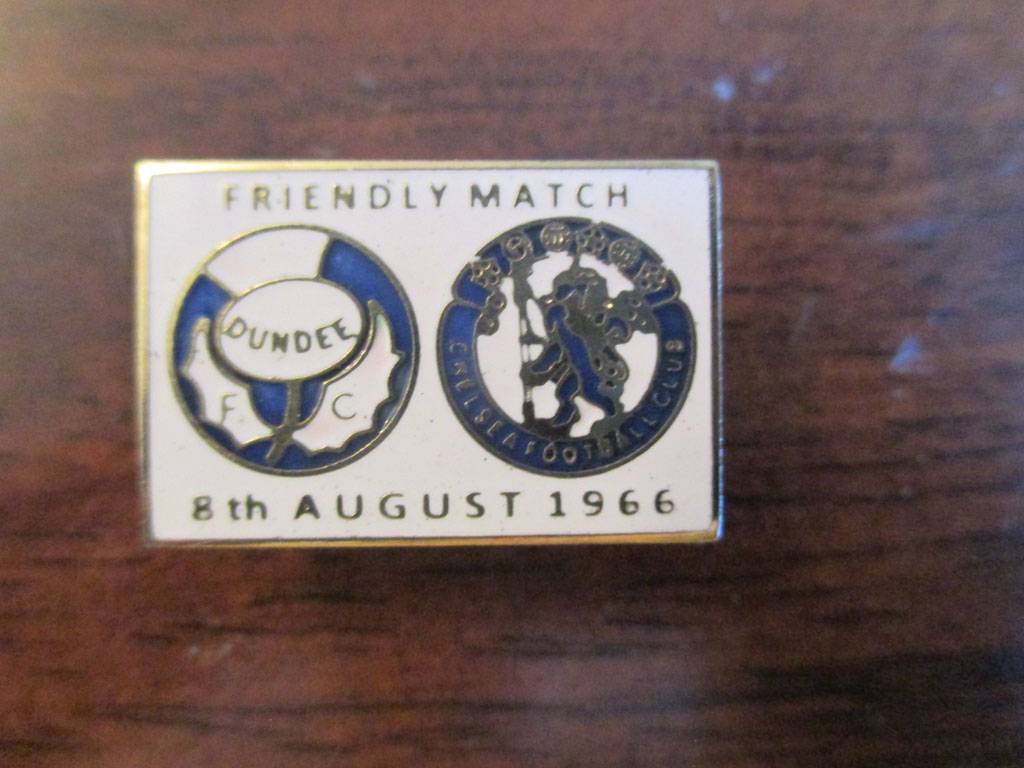 FRIENDLY MATCH
DUNDEE
F C
CHELSEA FOOTBALL CLUB
8th AUGUST 1966